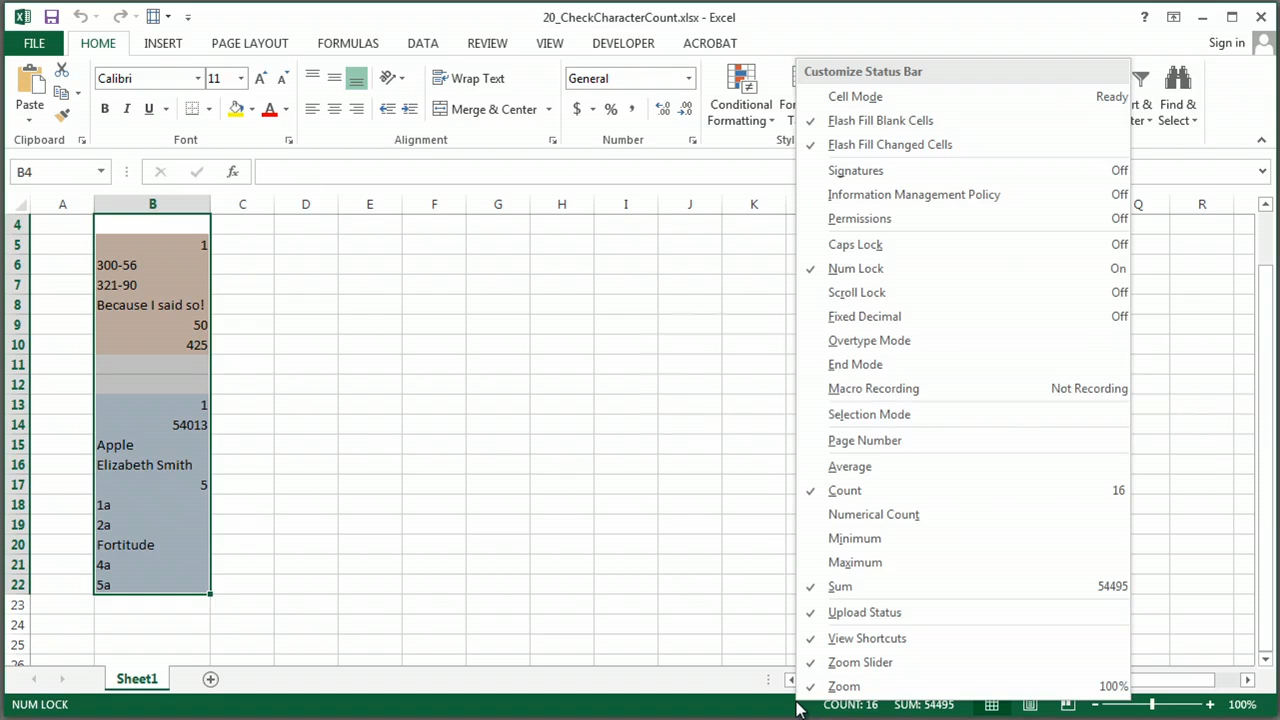 20_CheckCharacterCount.xlsx - Excel
FILE HOME INSERT PAGE LAYOUT FORMULAS DATA REVIEW VIEW DEVELOPER ACROBAT Sign in
Paste
Calibri 11
B I U A
Wrap Text
Merge & Center
General
$ % ,
Conditional
Formatting
Find &
Select
Clipboard Font Alignment Number
B4 fx
A B C D E F G H I J K Q R
4
5 1
6 300-56
7 321-90
8 Because I said so!
9 50
10 425
11
12
13 1
14 54013
15 Apple
16 Elizabeth Smith
17 5
18 1a
19 2a
20 Fortitude
21 4a
22 5a
23
24
25
Customize Status Bar
Cell Mode Ready
Flash Fill Blank Cells
Flash Fill Changed Cells
Signatures Off
Information Management Policy Off
Permissions Off
Caps Lock Off
Num Lock On
Scroll Lock Off
Fixed Decimal Off
Overtype Mode
End Mode
Macro Recording Not Recording
Selection Mode
Page Number
Average
Count 16
Numerical Count
Minimum
Maximum
Sum 54495
Upload Status
View Shortcuts
Zoom Slider
Zoom 100%
Sheet1
NUM LOCK COUNT: 16 SUM: 54495 100%